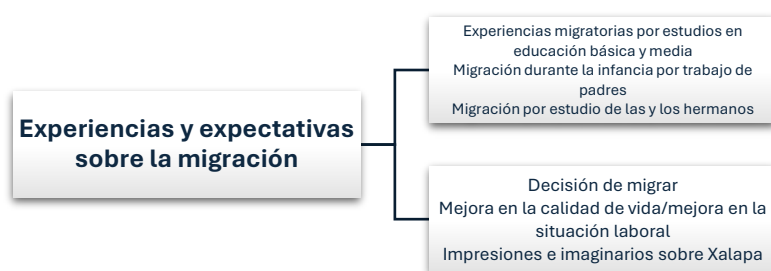 Experiencias y expectativas
sobre la migración
Experiencias migratorias por estudios en
educación básica y media
Migración durante la infancia por trabajo de
padres
Migración por estudio de las y los hermanos
Decisión de migrar
Mejora en la calidad de vida/mejora en la
situación laboral
Impresiones e imaginarios sobre Xalapa